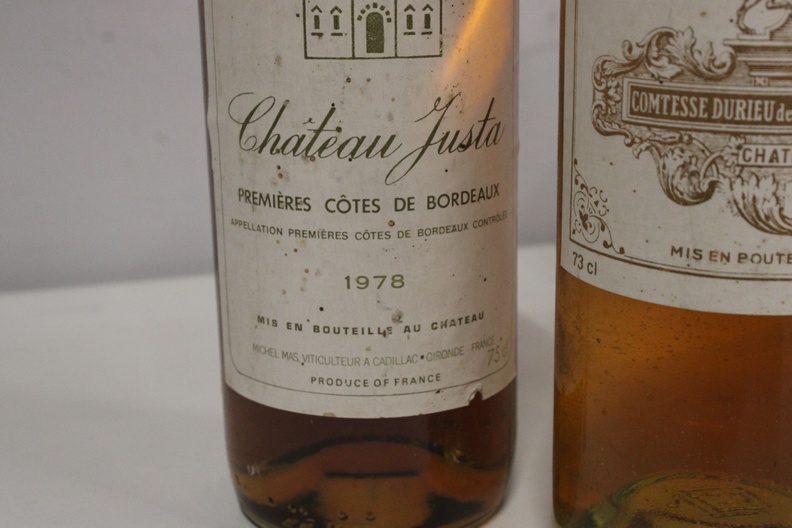 Château Justa
PREMIÈRES CÔTES DE BORDEAUX
APPELLATION PREMIÈRES CÔTES DE BORDEAUX CONTRÔLÉE
1978
MIS EN BOUTEILLE AU CHATEAU
MICHEL MAS, VITICULTEUR A CADILLAC • GIRONDE - FRANCE
75 cl
PRODUCE OF FRANCE
COMTESSE DURIEU de
CHAT
MIS EN BOUTE
73 cl